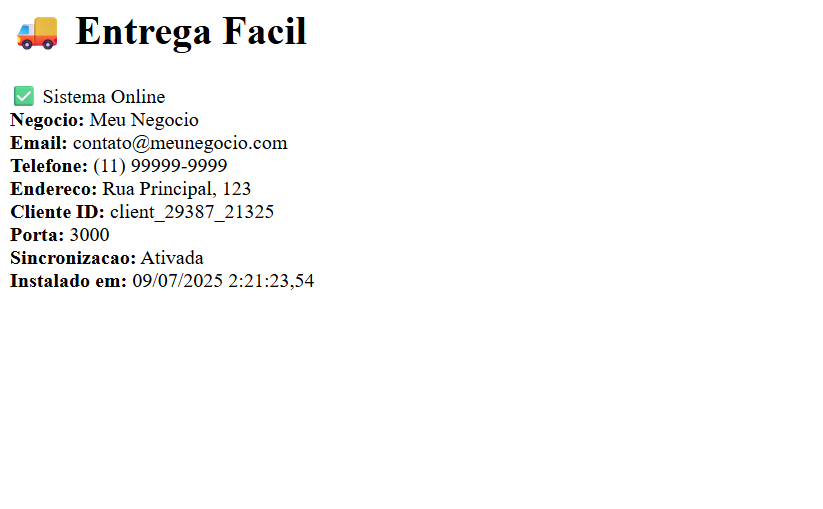 Entrega Facil
Sistema Online
Negocio: Meu Negocio
Email: contato@meunegocio.com
Telefone: (11) 99999-9999
Endereco: Rua Principal, 123
Cliente ID: client_29387_21325
Porta: 3000
Sincronizacao: Ativada
Instalado em: 09/07/2025 2:21:23,54